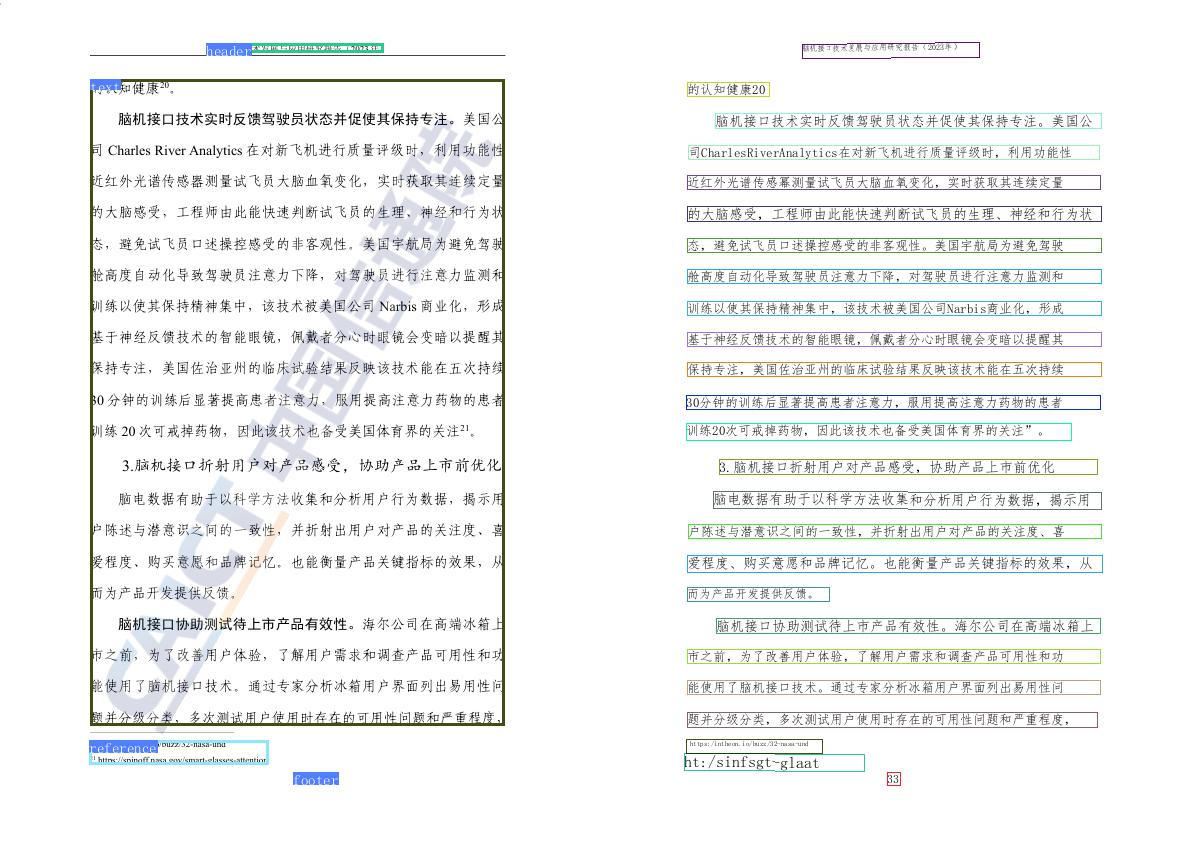 header
text
的认知健康²⁰。
脑机接口技术实时反馈驾驶员状态并促使其保持专注。美国公
司 Charles River Analytics 在对新飞机进行质量评级时，利用功能性
近红外光谱传感器测量试飞员大脑血氧变化，实时获取其连续定量
的大脑感受，工程师由此能快速判断试飞员的生理、神经和行为状
态，避免试飞员口述操控感受的非客观性。美国宇航局为避免驾驶
舱高度自动化导致驾驶员注意力下降，对驾驶员进行注意力监测和
训练以使其保持精神集中，该技术被美国公司 Narbis 商业化，形成
基于神经反馈技术的智能眼镜，佩戴者分心时眼镜会变暗以提醒其
保持专注，美国佐治亚州的临床试验结果反映该技术能在五次持续
30 分钟的训练后显著提高患者注意力，服用提高注意力药物的患者
训练 20 次可戒掉药物，因此该技术也备受美国体育界的关注²¹。
3.脑机接口折射用户对产品感受，协助产品上市前优化
脑电数据有助于以科学方法收集和分析用户行为数据，揭示用
户陈述与潜意识之间的一致性，并折射出用户对产品的关注度、喜
爱程度、购买意愿和品牌记忆。也能衡量产品关键指标的效果，从
而为产品开发提供反馈。
脑机接口协助测试待上市产品有效性。海尔公司在高端冰箱上
市之前，为了改善用户体验，了解用户需求和调查产品可用性和功
能使用了脑机接口技术。通过专家分析冰箱用户界面列出易用性问
题并分级分类，多次测试用户使用时存在的可用性问题和严重程度，
CAICT 中国信通院
reference
/buzz/32-nasa-und
²¹ https://spinoff.nasa.gov/smart-glasses-attention
footer
脑机接口技术发展与应用研究报告（2023年）
的认知健康20
脑机接口技术实时反馈驾驶员状态并促使其保持专注。美国公
司CharlesRiverAnalytics在对新飞机进行质量评级时，利用功能性
近红外光谱传感幂测量试飞员大脑血氧变化，实时获取其连续定量
的大脑感受，工程师由此能快速判断试飞员的生理、神经和行为状
态，避免试飞员口述操控感受的非客观性。美国宇航局为避免驾驶
舱高度自动化导致驾驶员注意力下降，对驾驶员进行注意力监测和
训练以使其保持精神集中，该技术被美国公司Narbis商业化，形成
基于神经反馈技术的智能眼镜，佩戴者分心时眼镜会变暗以提醒其
保持专注，美国佐治亚州的临床试验结果反映该技术能在五次持续
30分钟的训练后显著提高患者注意力，服用提高注意力药物的患者
训练20次可戒掉药物，因此该技术也备受美国体育界的关注”。
3.脑机接口折射用户对产品感受，协助产品上市前优化
脑电数据有助于以科学方法收集和分析用户行为数据，揭示用
户陈述与潜意识之间的一致性，并折射出用户对产品的关注度、喜
爱程度、购买意愿和品牌记忆。也能衡量产品关键指标的效果，从
而为产品开发提供反馈。
脑机接口协助测试待上市产品有效性。海尔公司在高端冰箱上
市之前，为了改善用户体验，了解用户需求和调查产品可用性和功
能使用了脑机接口技术。通过专家分析冰箱用户界面列出易用性问
题并分级分类，多次测试用户使用时存在的可用性问题和严重程度，
https:/intheon.io/buzz/32-nasa-und
ht:/sinfsgt~glaat
33